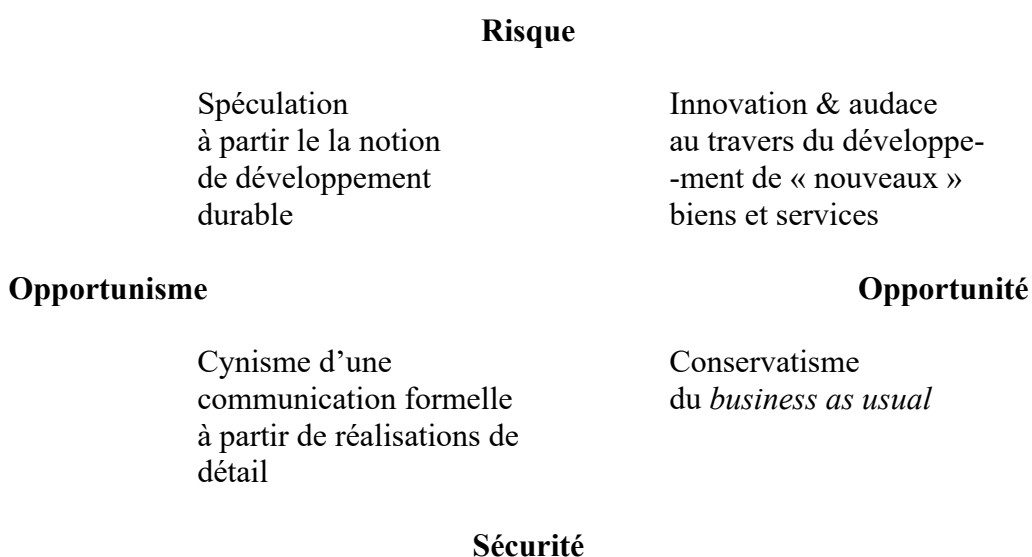 Risque
Spéculation
à partir le la notion
de développement
durable
Innovation & audace
au travers du développe-
-ment de « nouveaux »
biens et services
Opportunisme
Opportunité
Cynisme d’une
communication formelle
à partir de réalisations de
détail
Conservatisme
du business as usual
Sécurité